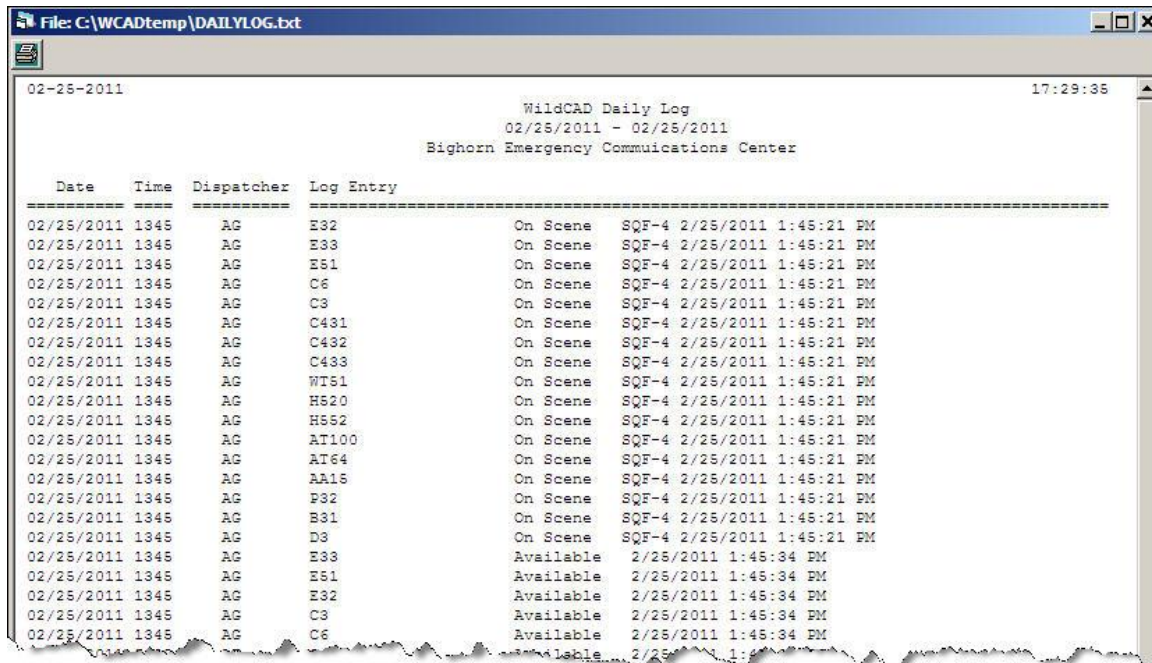 File: C:\WCADtemp\DAILYLOG.txt
02-25-2011 17:29:35
WildCAD Daily Log
02/25/2011 - 02/25/2011
Bighorn Emergency Commuications Center
Date Time Dispatcher Log Entry
02/25/2011 1345 AG E32 On Scene SQF-4 2/25/2011 1:45:21 PM
02/25/2011 1345 AG E33 On Scene SQF-4 2/25/2011 1:45:21 PM
02/25/2011 1345 AG E51 On Scene SQF-4 2/25/2011 1:45:21 PM
02/25/2011 1345 AG C6 On Scene SQF-4 2/25/2011 1:45:21 PM
02/25/2011 1345 AG C3 On Scene SQF-4 2/25/2011 1:45:21 PM
02/25/2011 1345 AG C431 On Scene SQF-4 2/25/2011 1:45:21 PM
02/25/2011 1345 AG C432 On Scene SQF-4 2/25/2011 1:45:21 PM
02/25/2011 1345 AG C433 On Scene SQF-4 2/25/2011 1:45:21 PM
02/25/2011 1345 AG WT51 On Scene SQF-4 2/25/2011 1:45:21 PM
02/25/2011 1345 AG H520 On Scene SQF-4 2/25/2011 1:45:21 PM
02/25/2011 1345 AG H552 On Scene SQF-4 2/25/2011 1:45:21 PM
02/25/2011 1345 AG AT100 On Scene SQF-4 2/25/2011 1:45:21 PM
02/25/2011 1345 AG AT64 On Scene SQF-4 2/25/2011 1:45:21 PM
02/25/2011 1345 AG AA15 On Scene SQF-4 2/25/2011 1:45:21 PM
02/25/2011 1345 AG P32 On Scene SQF-4 2/25/2011 1:45:21 PM
02/25/2011 1345 AG B31 On Scene SQF-4 2/25/2011 1:45:21 PM
02/25/2011 1345 AG D3 On Scene SQF-4 2/25/2011 1:45:21 PM
02/25/2011 1345 AG E33 Available 2/25/2011 1:45:34 PM
02/25/2011 1345 AG E51 Available 2/25/2011 1:45:34 PM
02/25/2011 1345 AG E32 Available 2/25/2011 1:45:34 PM
02/25/2011 1345 AG C3 Available 2/25/2011 1:45:34 PM
02/25/2011 1345 AG C6 Available 2/25/2011 1:45:34 PM